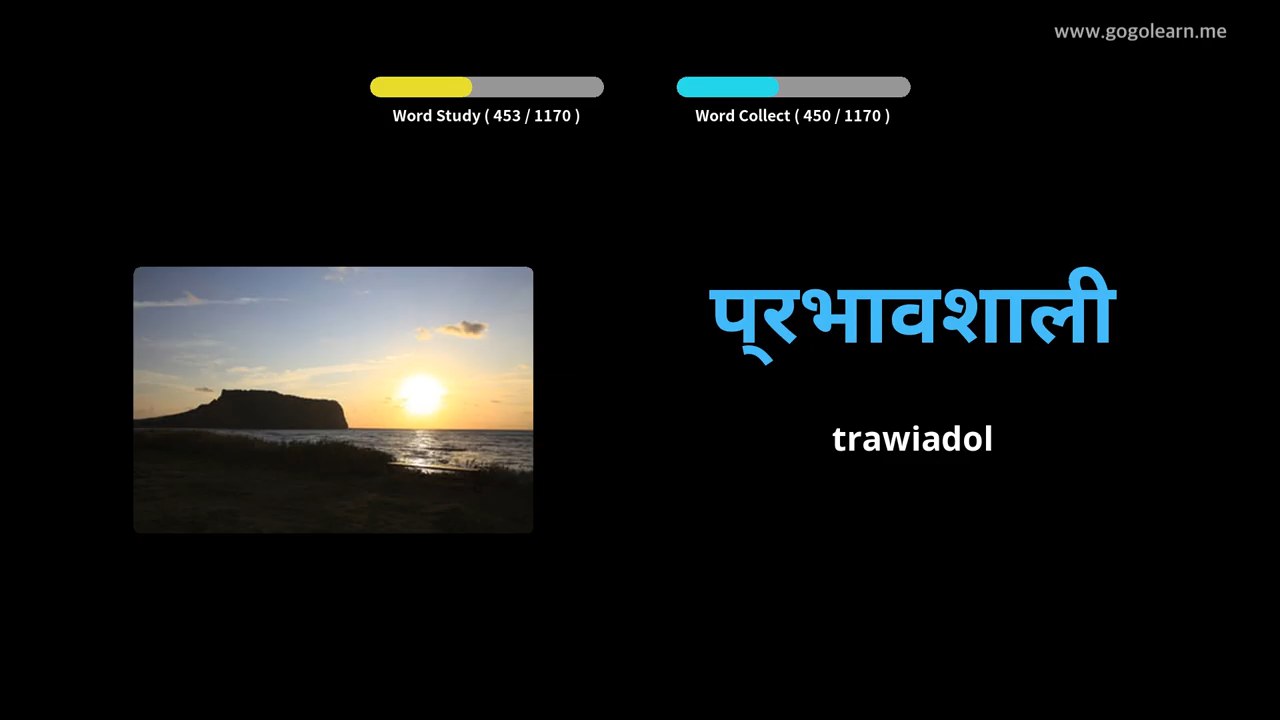 www.gogolearn.me
Word Study ( 453 / 1170 )
Word Collect ( 450 / 1170 )
प्रभावशाली
trawiadol